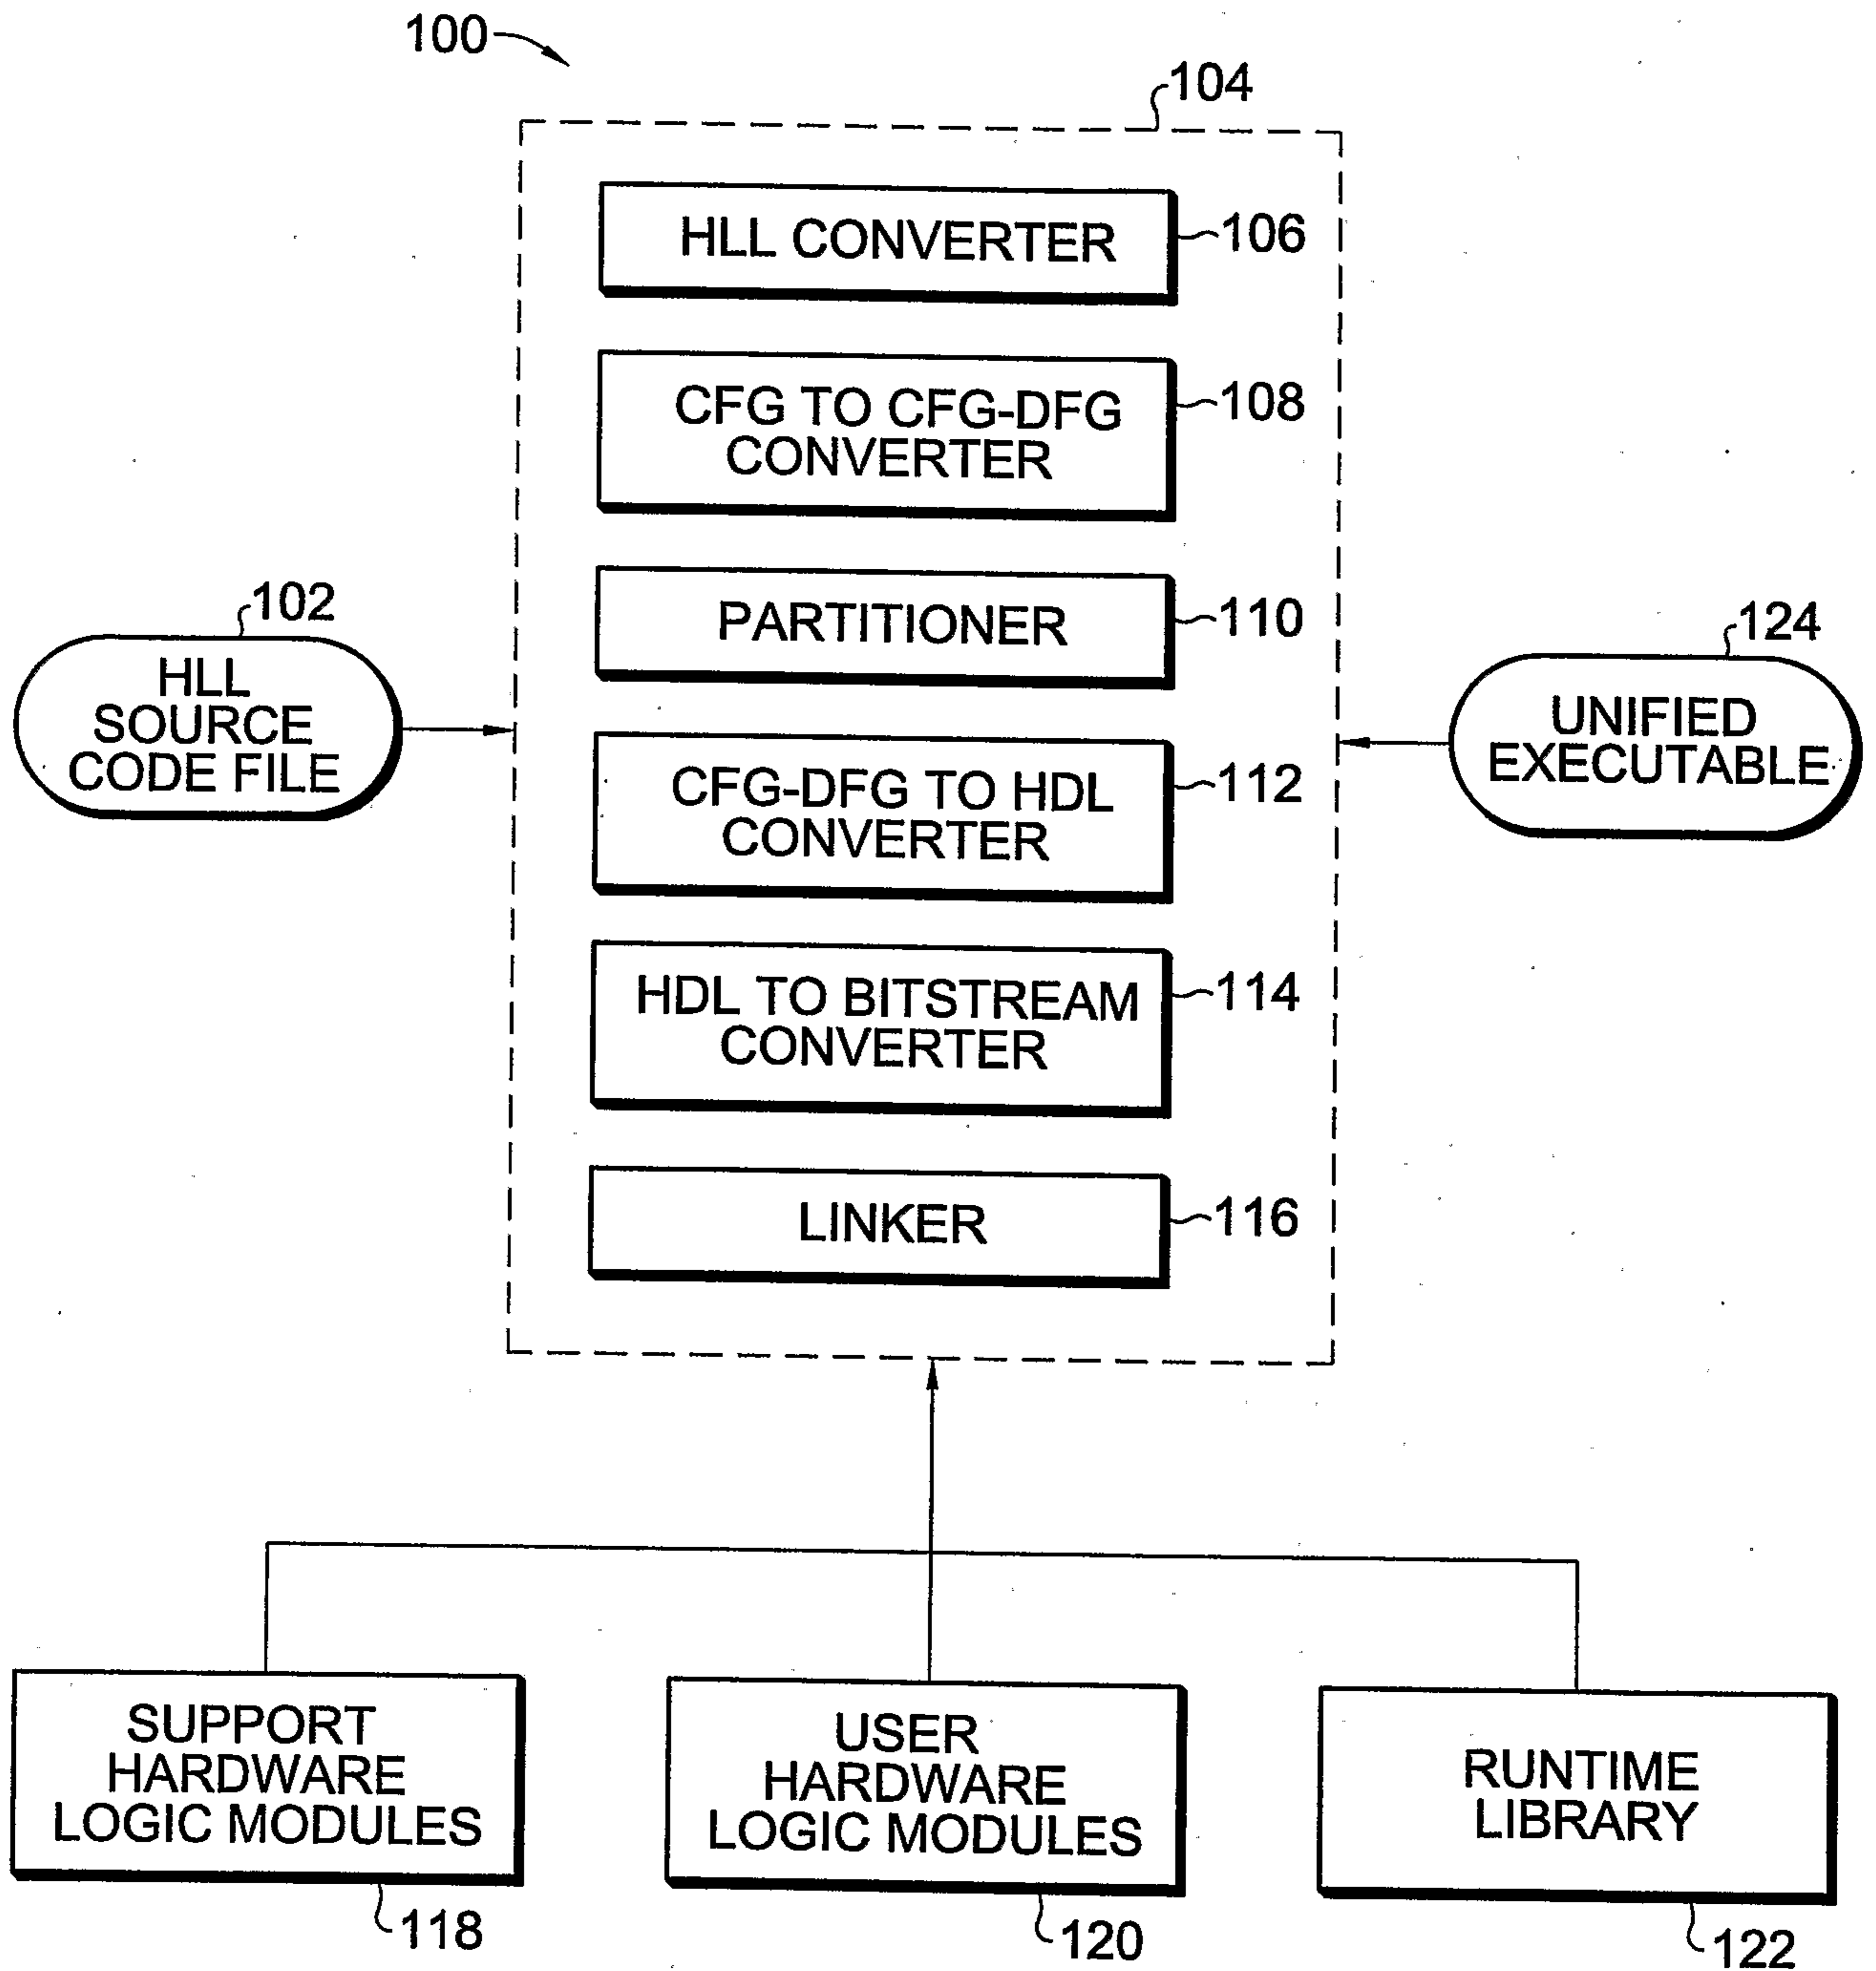 100
104
HLL CONVERTER
106
CFG TO CFG-DFG
CONVERTER
108
PARTITIONER
110
102
HLL
SOURCE
CODE FILE
124
UNIFIED
EXECUTABLE
CFG-DFG TO HDL
CONVERTER
112
HDL TO BITSTREAM
CONVERTER
114
LINKER
116
SUPPORT
HARDWARE
LOGIC MODULES
118
USER
HARDWARE
LOGIC MODULES
120
RUNTIME
LIBRARY
122